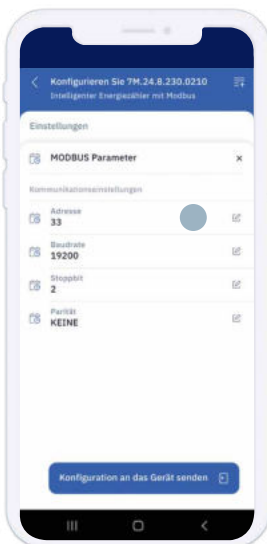 Konfigurieren Sie 7M.24.8.230.0210
Intelligenter Energiezähler mit Modbus
Einstellungen
MODBUS Parameter
Kommunikationseinstellungen
Adresse
33
Baudrate
19200
Stoppbit
2
Parität
KEINE
Konfiguration an das Gerät senden